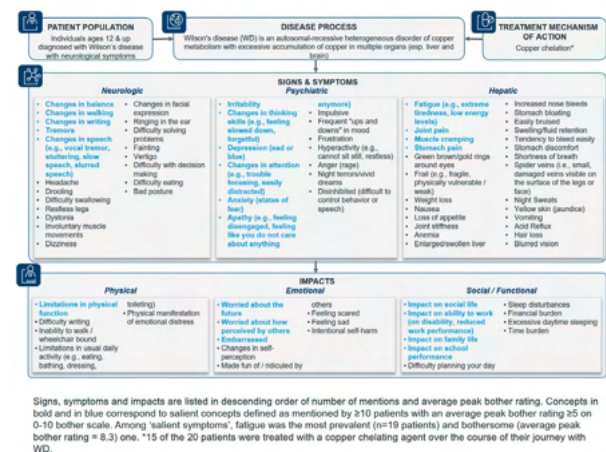 PATIENT POPULATION
Individuals ages 12 & up
diagnosed with Wilson's disease
with neurological symptoms
DISEASE PROCESS
Wilson's disease (WD) is an autosomal-recessive heterogeneous disorder of copper
metabolism with excessive accumulation of copper in multiple organs (esp. liver and
brain)
TREATMENT MECHANISM
OF ACTION
Copper chelation*
SIGNS & SYMPTOMS
Neurologic
• Changes in balance
• Changes in walking
• Changes in writing
• Tremors
• Changes in speech
(e.g., vocal tremor,
stuttering, slow
speech, slurred
speech)
• Headache
• Drooling
• Difficulty swallowing
• Restless legs
• Dystonia
• Involuntary muscle
movements
• Dizziness
• Changes in facial
expression
• Ringing in the ear
• Difficulty solving
problems
• Fainting
• Vertigo
• Difficulty with decision
making
• Difficulty eating
• Bad posture
Psychiatric
• Irritability
• Changes in thinking
skills (e.g., feeling
slowed down,
forgetful)
• Depression (sad or
blue)
• Changes in attention
(e.g., trouble
focusing, easily
distracted)
• Anxiety (states of
fear)
• Apathy (e.g., feeling
disengaged, feeling
like you do not care
about anything
anymore)
• Impulsive
• Frequent "ups and
downs" in mood
• Frustration
• Hyperactivity (e.g.,
cannot sit still, restless)
• Anger (rage)
• Night terrors/vivid
dreams
• Disinhibited (difficult to
control behavior or
speech)
Hepatic
• Fatigue (e.g., extreme
tiredness, low energy
levels)
• Joint pain
• Muscle cramping
• Stomach pain
• Green brown/gold rings
around eyes
• Frail (e.g., fragile,
physically vulnerable /
weak)
• Weight loss
• Nausea
• Loss of appetite
• Joint stiffness
• Anemia
• Enlarged/swollen liver
• Increased nose bleeds
• Stomach bloating
• Easily bruised
• Swelling/fluid retention
• Tendency to bleed easily
• Stomach discomfort
• Shortness of breath
• Spider veins (i.e., small,
damaged veins visible on
the surface of the legs or
face)
• Night Sweats
• Yellow skin (jaundice)
• Vomiting
• Acid Reflux
• Hair loss
• Blurred vision
IMPACTS
Physical
• Limitations in physical
function
• Difficulty writing
• Inability to walk /
wheelchair bound
• Limitations in usual daily
activity (e.g., eating,
bathing, dressing,
toileting)
• Physical manifestation
of emotional distress
Emotional
• Worried about the
future
• Worried about how
perceived by others
• Embarrassed
• Changes in self-
perception
• Made fun of / ridiculed by
others
• Feeling scared
• Feeling sad
• Intentional self-harm
Social / Functional
• Impact on social life
• Impact on ability to work
(on disability, reduced
work performance)
• Impact on family life
• Impact on school
performance
• Difficulty planning your day
• Sleep disturbances
• Financial burden
• Excessive daytime sleeping
• Time burden
Signs, symptoms and impacts are listed in descending order of number of mentions and average peak bother rating. Concepts in
bold and in blue correspond to salient concepts defined as mentioned by ≥10 patients with an average peak bother rating ≥5 on
0-10 bother scale. Among 'salient symptoms', fatigue was the most prevalent (n=19 patients) and bothersome (average peak
bother rating = 8.3) one. *15 of the 20 patients were treated with a copper chelating agent over the course of their journey with
WD.